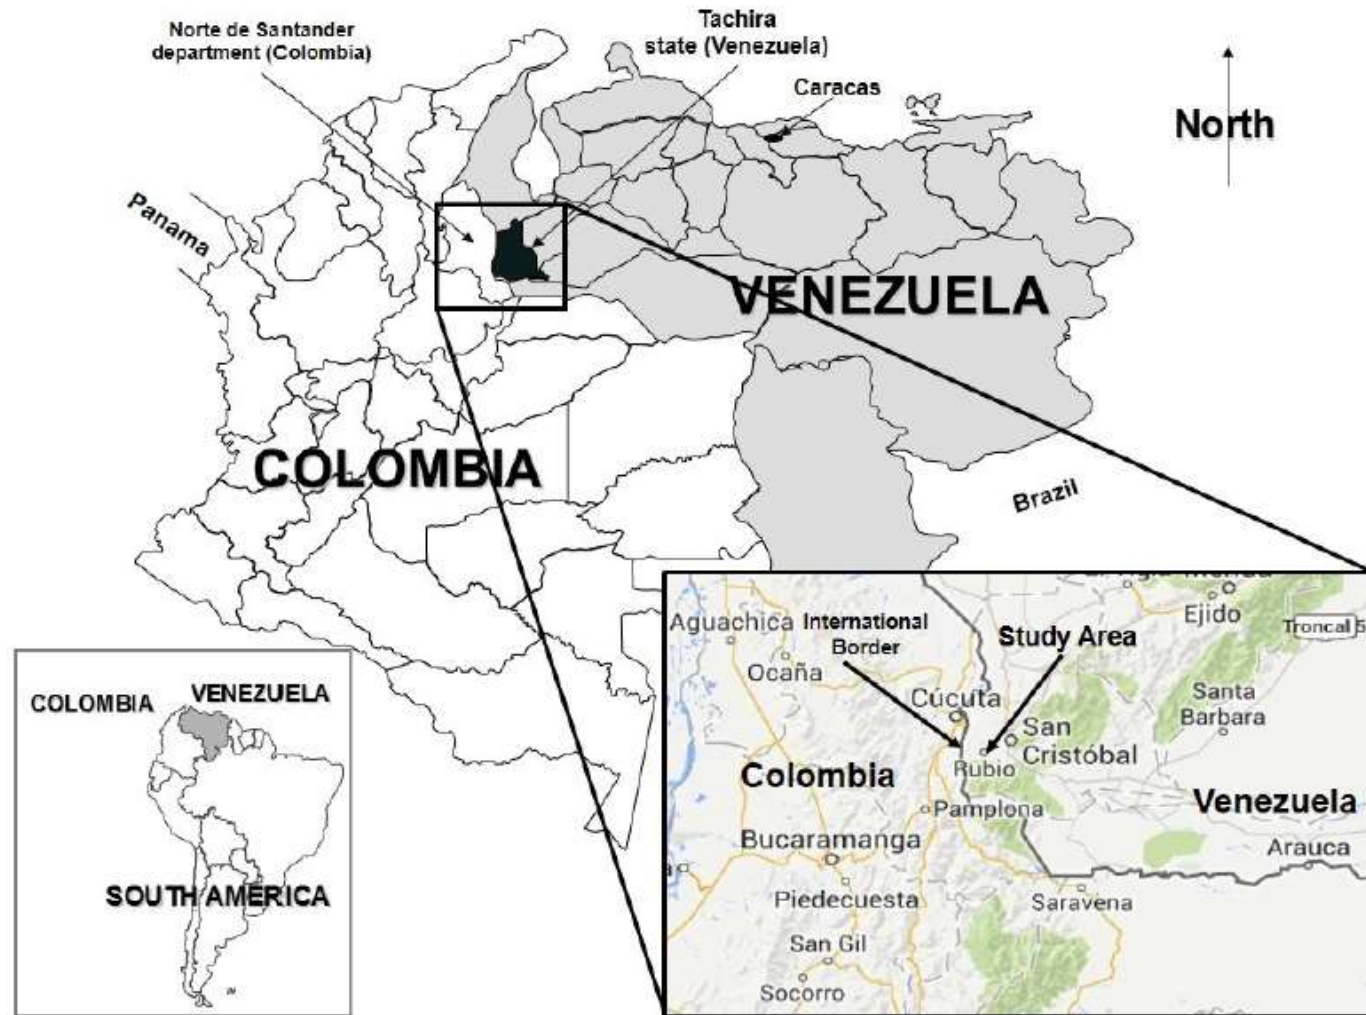 Norte de Santander
department (Colombia)
Tachira
state (Venezuela)
Caracas
North
Panama
VENEZUELA
COLOMBIA
Brazil
COLOMBIA
VENEZUELA
SOUTH AMERICA
Ejido
Troncal 5
Aguachica
International
Border
Study Area
Ocaña
Cúcuta
Santa
Barbara
San
Cristóbal
Rubio
Colombia
Venezuela
Pamplona
Bucaramanga
Arauca
Piedecuesta
Saravena
San Gil
Socorro